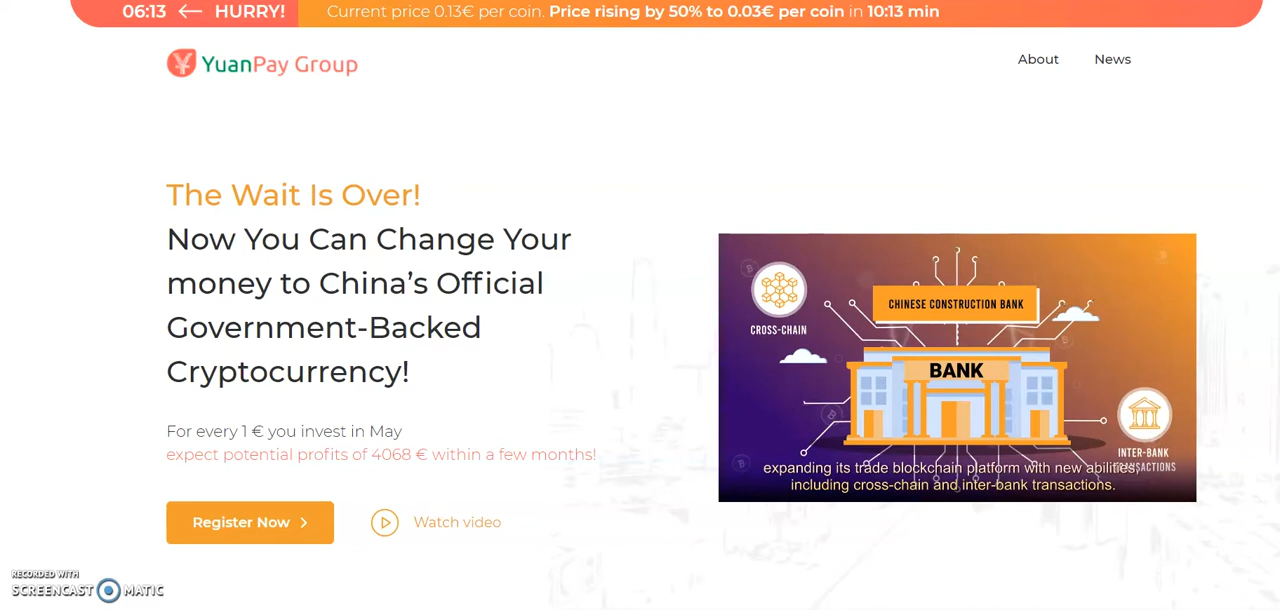 06:13 ← HURRY! Current price 0.13€ per coin. Price rising by 50% to 0.03€ per coin in 10:13 min
YuanPay Group
About News
The Wait Is Over!
Now You Can Change Your
money to China’s Official
Government-Backed
Cryptocurrency!
For every 1 € you invest in May
expect potential profits of 4068 € within a few months!
Register Now
Watch video
CHINESE CONSTRUCTION BANK
CROSS-CHAIN
BANK
INTER-BANK
TRANSACTIONS
expanding its trade blockchain platform with new abilities,
including cross-chain and inter-bank transactions.
RECORDED WITH
SCREENCAST MATIC